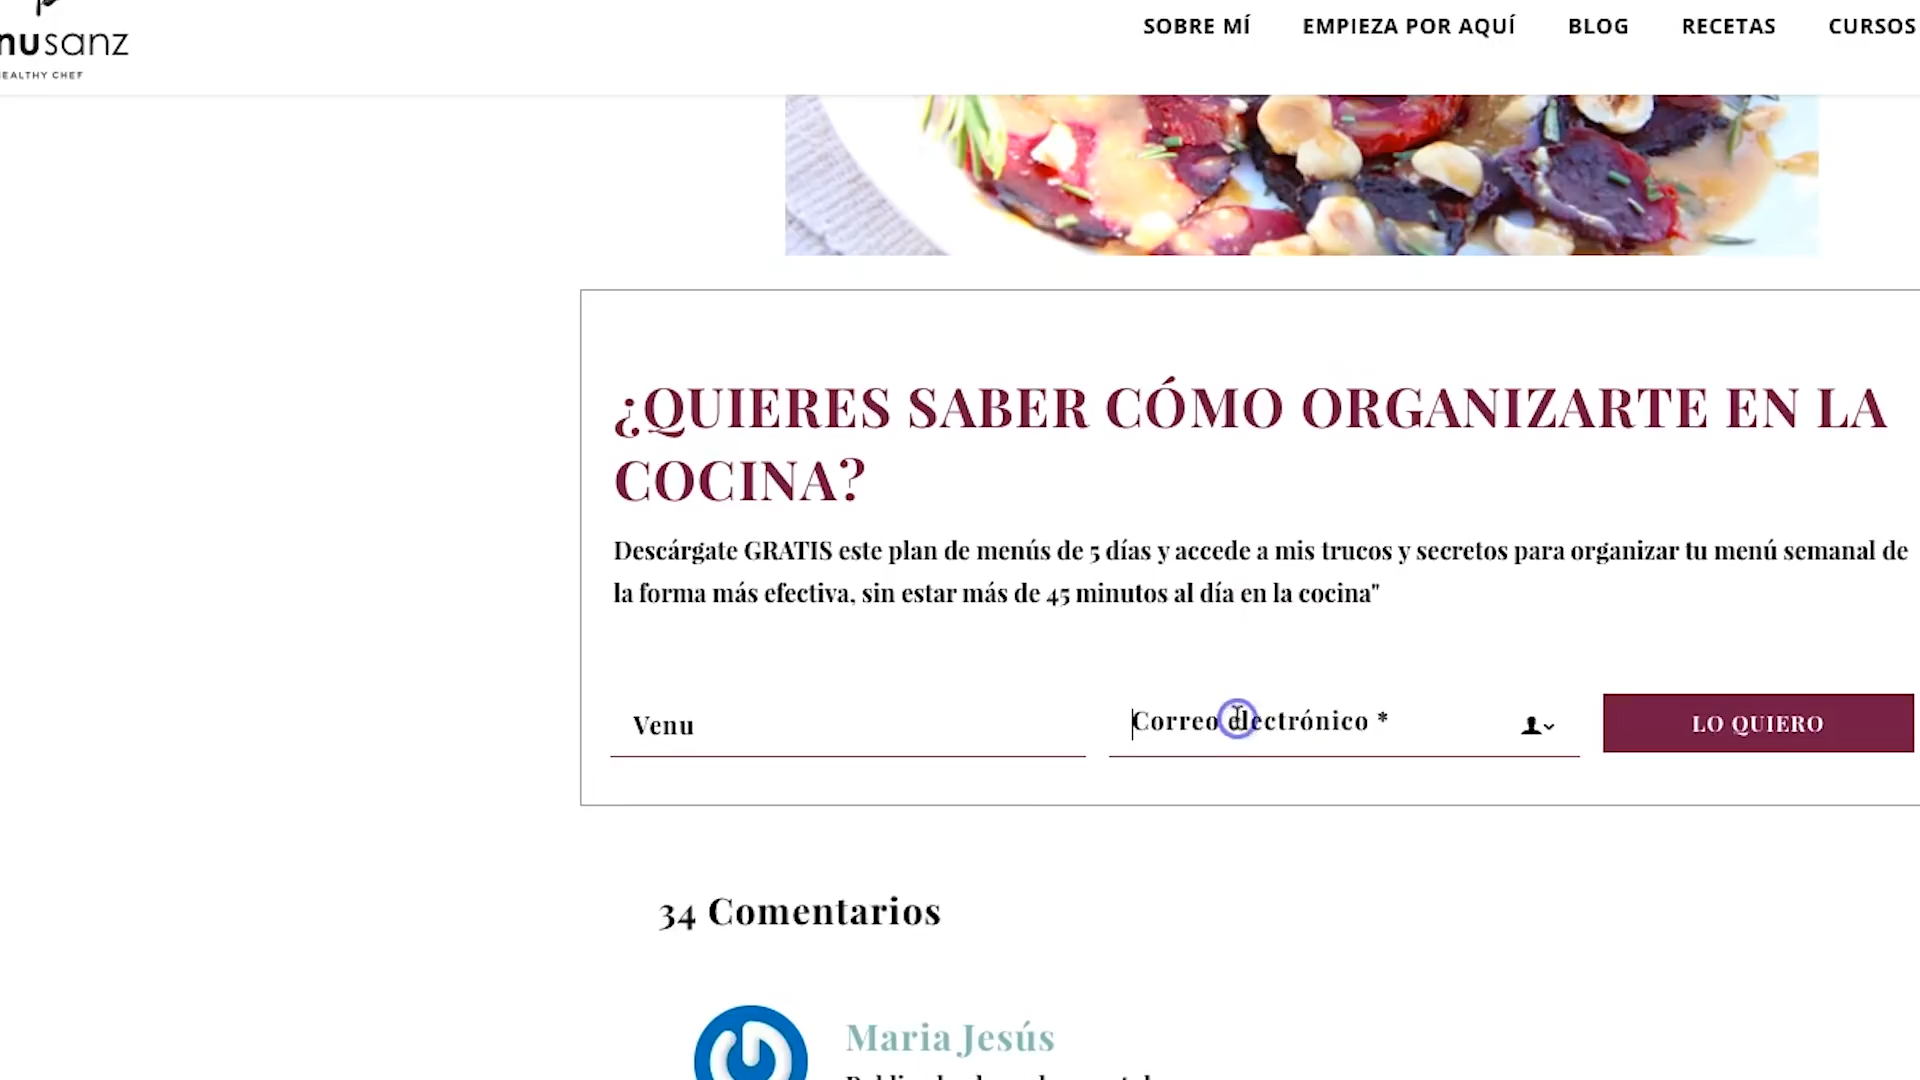 nusanz
HEALTHY CHEF
SOBRE MÍ EMPIEZA POR AQUÍ BLOG RECETAS CURSOS
¿QUIERES SABER CÓMO ORGANIZARTE EN LA
COCINA?
Descárgate GRATIS este plan de menús de 5 días y accede a mis trucos y secretos para organizar tu menú semanal de
la forma más efectiva, sin estar más de 45 minutos al día en la cocina"
Venu Correo electrónico * LO QUIERO
34 Comentarios
Maria Jesús